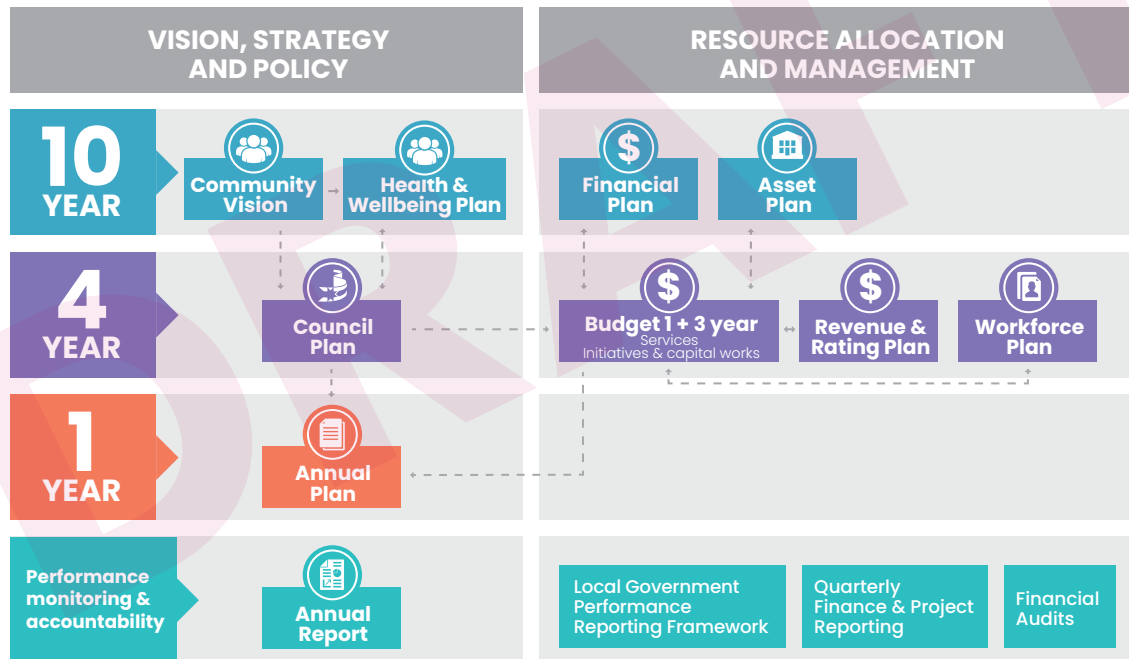 VISION, STRATEGY
AND POLICY
RESOURCE ALLOCATION
AND MANAGEMENT
10
YEAR
Community
Vision
Health &
Wellbeing Plan
$
Financial
Plan
Asset
Plan
4
YEAR
Council
Plan
$
Budget 1 + 3 year
Services
Initiatives & capital works
$
Revenue &
Rating Plan
Workforce
Plan
1
YEAR
Annual
Plan
Performance
monitoring &
accountability
Annual
Report
Local Government
Performance
Reporting Framework
Quarterly
Finance & Project
Reporting
Financial
Audits
DRAFT